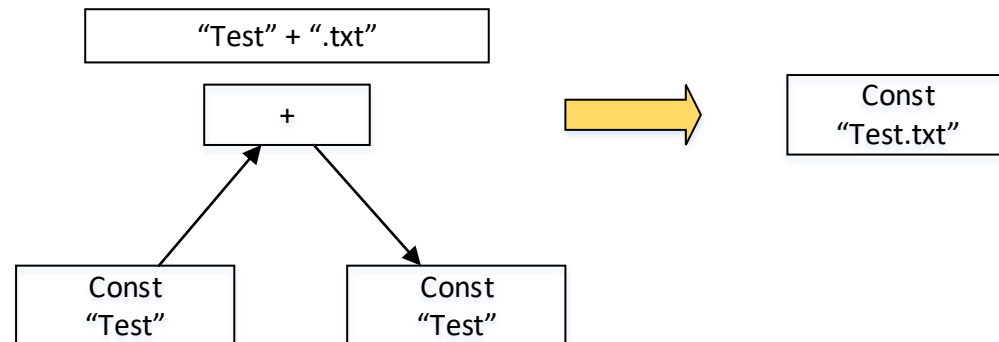 “Test” + “.txt”
+
Const
“Test.txt”
Const
“Test”
Const
“Test”